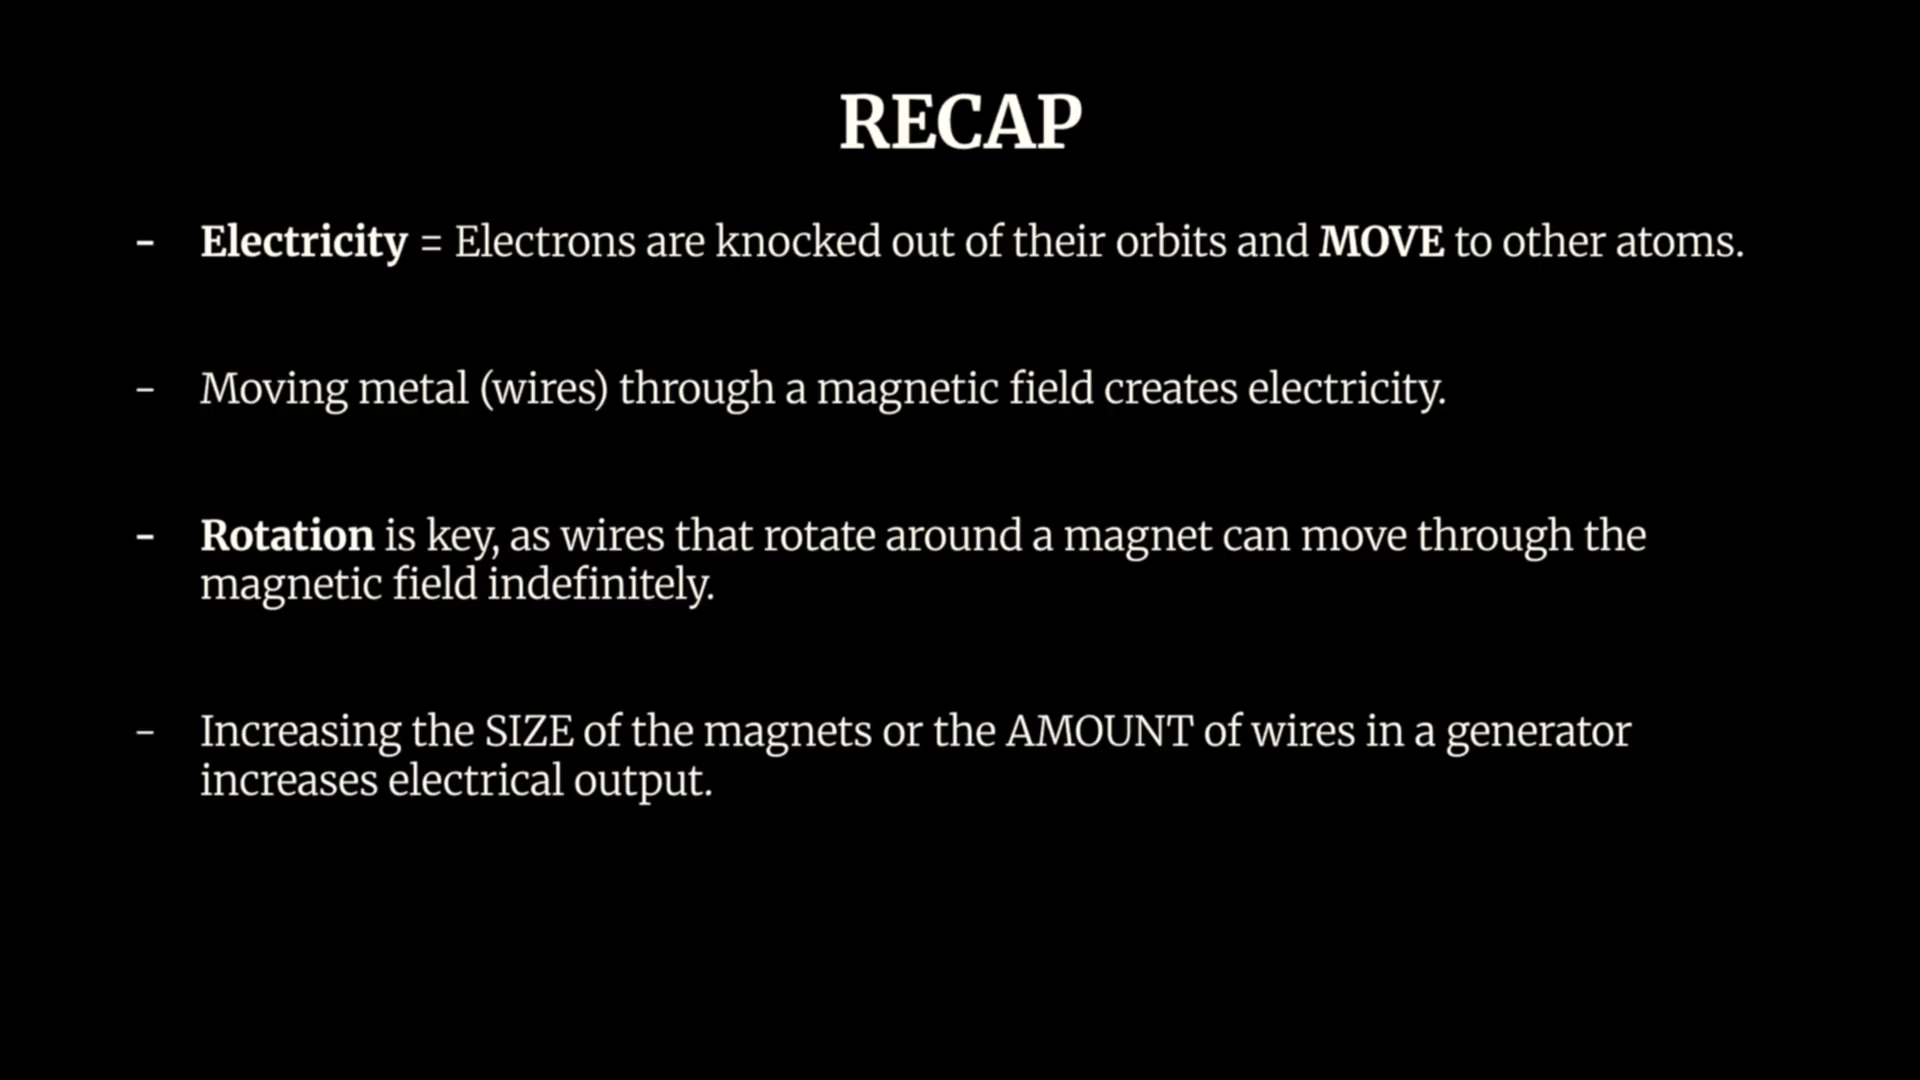 RECAP
- Electricity = Electrons are knocked out of their orbits and MOVE to other atoms.
- Moving metal (wires) through a magnetic field creates electricity.
- Rotation is key, as wires that rotate around a magnet can move through the
magnetic field indefinitely.
- Increasing the SIZE of the magnets or the AMOUNT of wires in a generator
increases electrical output.